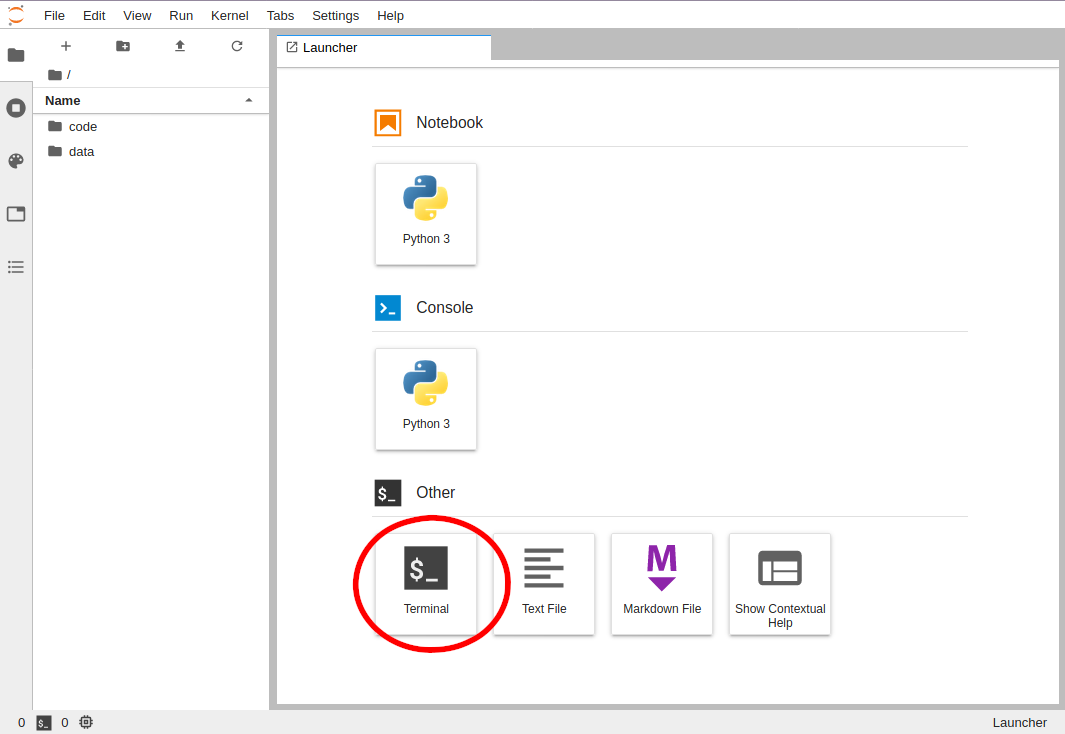 File Edit View Run Kernel Tabs Settings Help
Launcher
/
Name
code
data
Notebook
Python 3
Console
Python 3
$_ Other
$_
Terminal
Text File
M
Markdown File
Show Contextual
Help
0 $_ 0
Launcher